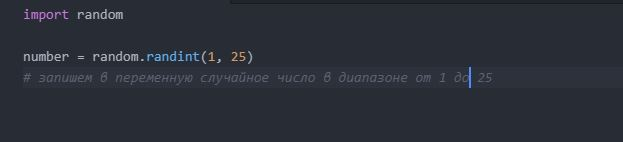 import random
number = random.randint(1, 25)
# запишем в переменную случайное число в диапазоне от 1 до 25